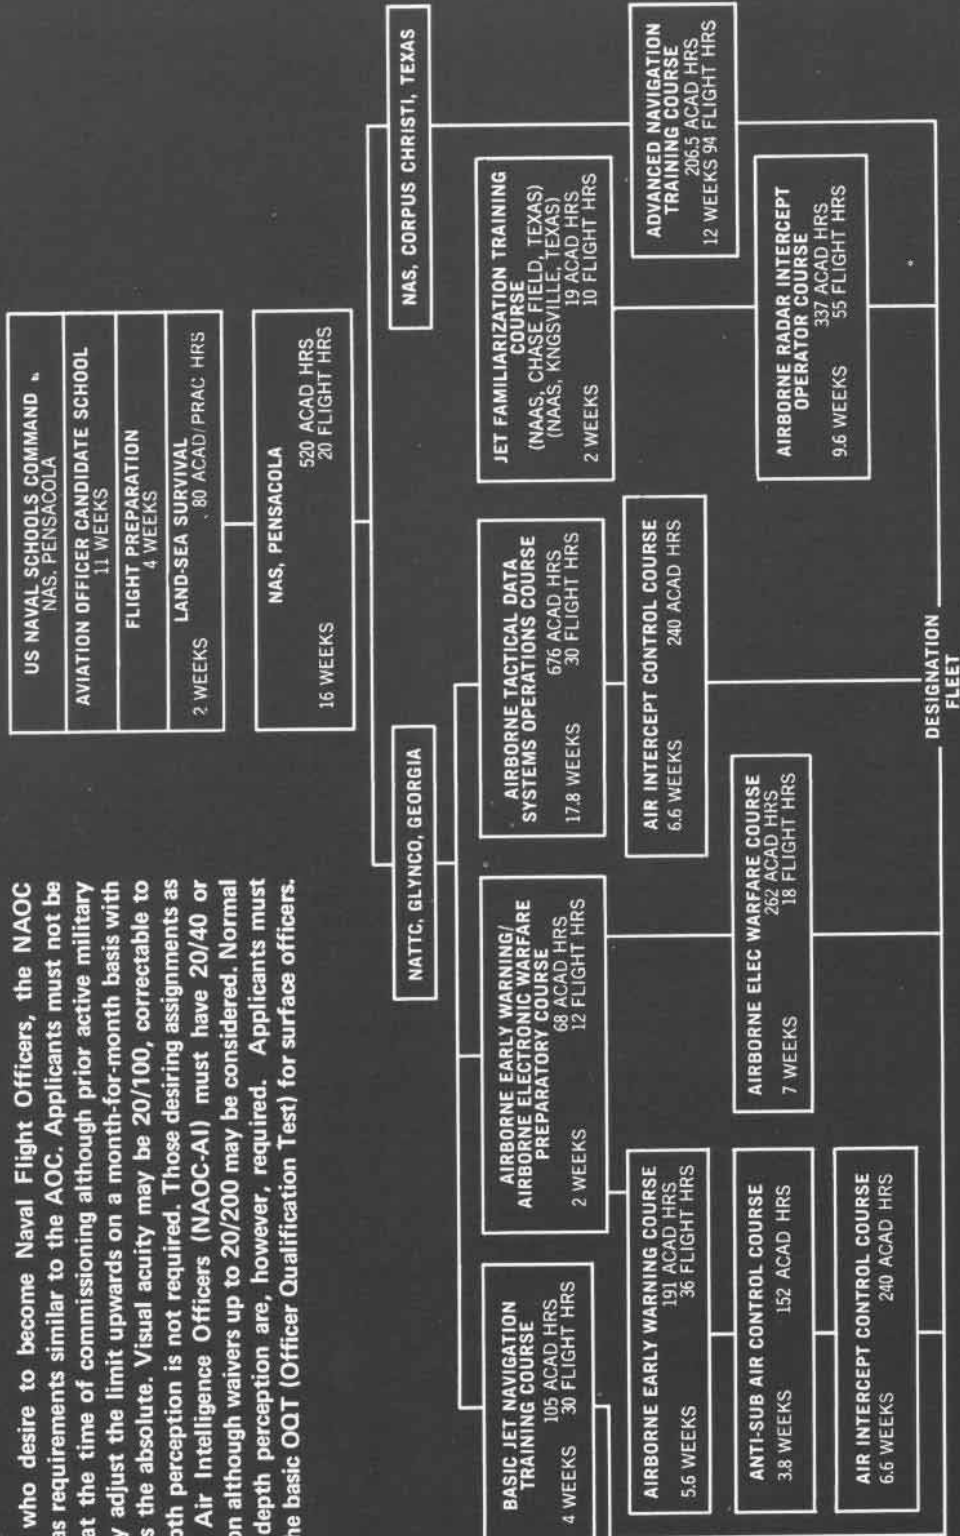 who desire to become Naval Flight Officers, the NAOC
as requirements similar to the AOC. Applicants must not be
at the time of commissioning although prior active military
y adjust the limit upwards on a month-for-month basis with
s the absolute. Visual acuity may be 20/100, correctable to
pth perception is not required. Those desiring assignments as
Air Intelligence Officers (NAOC-AI) must have 20/40 or
on although waivers up to 20/200 may be considered. Normal
depth perception are, however, required. Applicants must
he basic OQT (Officer Qualification Test) for surface officers.
US NAVAL SCHOOLS COMMAND
NAS. PENSACOLA
AVIATION OFFICER CANDIDATE SCHOOL
11 WEEKS
FLIGHT PREPARATION
4 WEEKS
LAND-SEA SURVIVAL
2 WEEKS 80 ACAD/PRAC HRS
NAS, PENSACOLA
520 ACAD HRS
16 WEEKS 20 FLIGHT HRS
NATTC, GLYNCO, GEORGIA
NAS, CORPUS CHRISTI, TEXAS
BASIC JET NAVIGATION
TRAINING COURSE
105 ACAD HRS
4 WEEKS 30 FLIGHT HRS
AIRBORNE EARLY WARNING/
AIRBORNE ELECTRONIC WARFARE
PREPARATORY COURSE
68 ACAD HRS
2 WEEKS 12 FLIGHT HRS
AIRBORNE TACTICAL DATA
SYSTEMS OPERATIONS COURSE
676 ACAD HRS
17.8 WEEKS 30 FLIGHT HRS
JET FAMILIARIZATION TRAINING
COURSE
(NAAS, CHASE FIELD, TEXAS)
(NAAS, KNGSVILLE, TEXAS)
19 ACAD HRS
2 WEEKS 10 FLIGHT HRS
AIRBORNE EARLY WARNING COURSE
191 ACAD HRS
5.6 WEEKS 36 FLIGHT HRS
AIR INTERCEPT CONTROL COURSE
6.6 WEEKS 240 ACAD HRS
ADVANCED NAVIGATION
TRAINING COURSE
206.5 ACAD HRS
12 WEEKS 94 FLIGHT HRS
ANTI-SUB AIR CONTROL COURSE
3.8 WEEKS 152 ACAD HRS
AIRBORNE ELEC WARFARE COURSE
262 ACAD HRS
7 WEEKS 18 FLIGHT HRS
AIRBORNE RADAR INTERCEPT
OPERATOR COURSE
337 ACAD HRS
9.6 WEEKS 55 FLIGHT HRS
AIR INTERCEPT CONTROL COURSE
6.6 WEEKS 240 ACAD HRS
DESIGNATION
FLEET